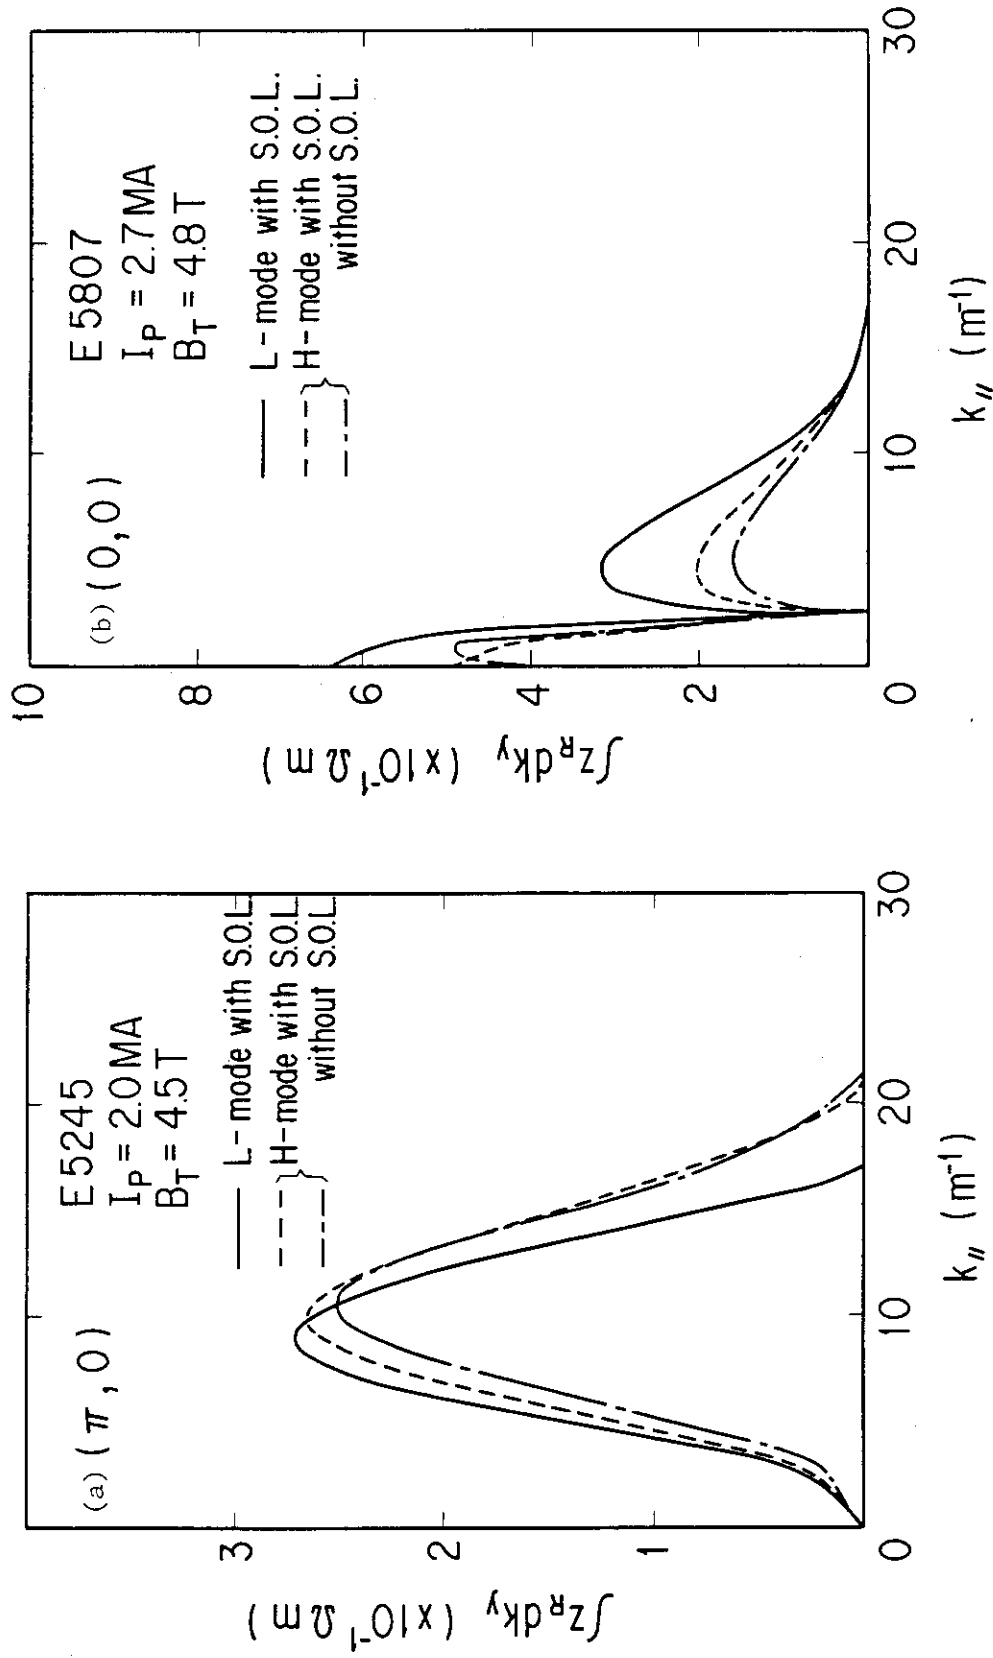 (a) (π, 0)
E5245
I_P = 2.0MA
B_T = 4.5T
L-mode with S.O.L.
H-mode with S.O.L.
without S.O.L.
3
2
1
0
10
20
30
∫z_R dk_y (x10⁻¹ Ωm)
k_∥ (m⁻¹)
(b) (0,0)
E5807
I_P = 2.7MA
B_T = 4.8T
L-mode with S.O.L.
H-mode with S.O.L.
without S.O.L.
10
8
6
4
2
0
10
20
30
∫z_R dk_y (x10⁻¹ Ωm)
k_∥ (m⁻¹)